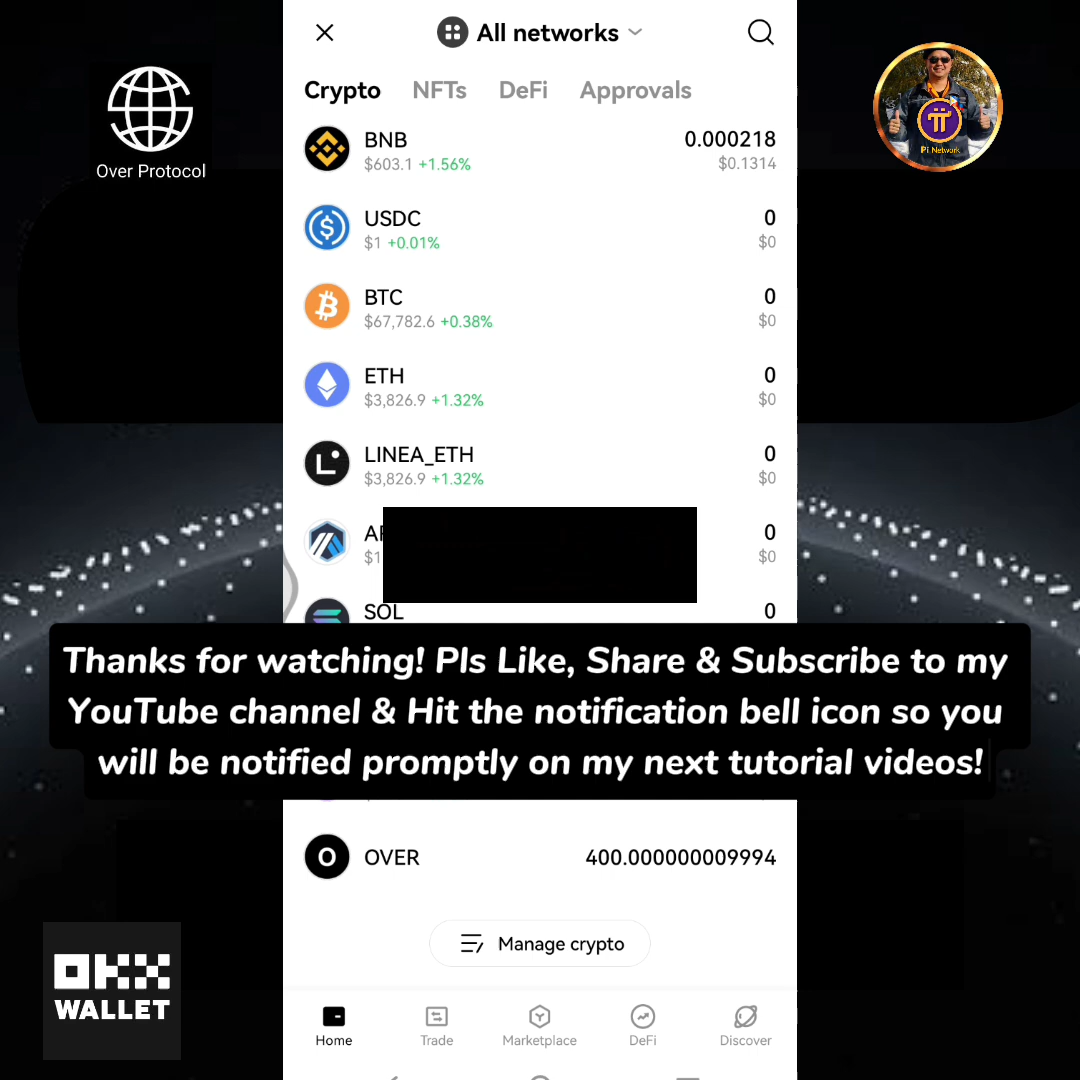 All networks
Crypto NFTs DeFi Approvals
Over Protocol
Pi Network
BNB 0.000218
$603.1 +1.56% $0.1314
USDC 0
$1 +0.01% $0
BTC 0
$67,782.6 +0.38% $0
ETH 0
$3,826.9 +1.32% $0
LINEA_ETH 0
$3,826.9 +1.32% $0
0
$1 $0
SOL 0
Thanks for watching! Pls Like, Share & Subscribe to my
YouTube channel & Hit the notification bell icon so you
will be notified promptly on my next tutorial videos!
O OVER 400.000000009994
Manage crypto
OKX
WALLET
Home Trade Marketplace DeFi Discover